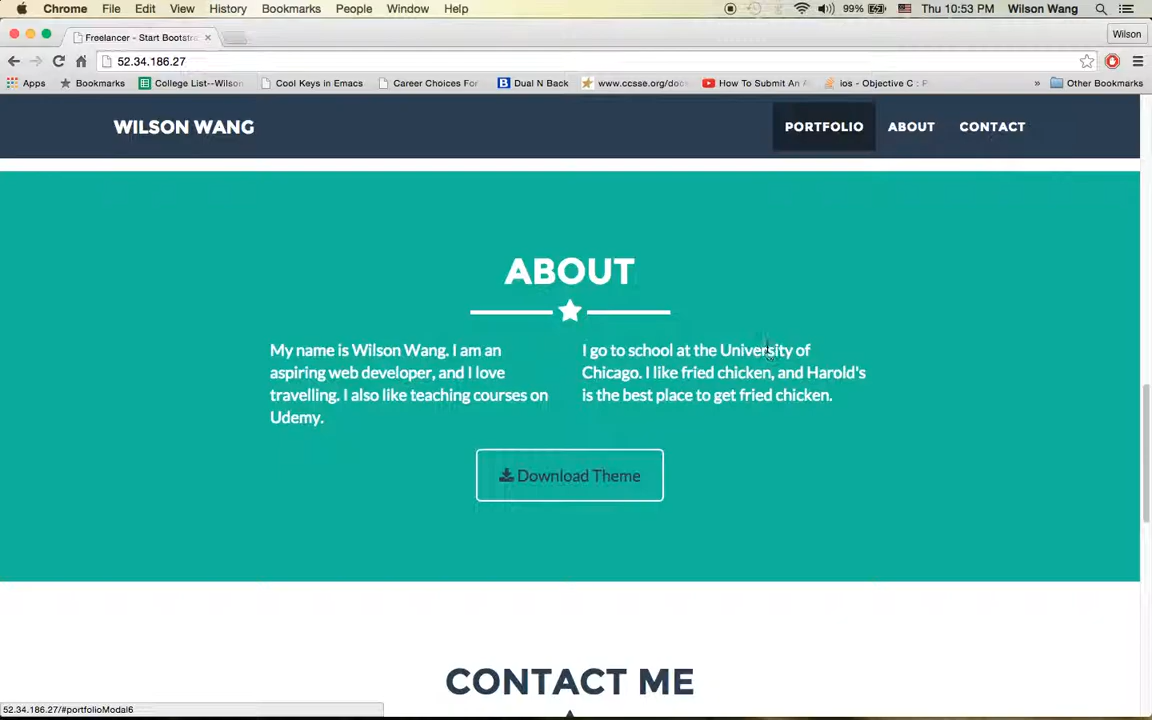 Chrome File Edit View History Bookmarks People Window Help 99% Thu 10:53 PM Wilson Wang
Freelancer - Start Bootstra Wilson
52.34.186.27
Apps Bookmarks College List--Wilson Cool Keys in Emacs Career Choices For B Dual N Back www.ccsse.org/doc How To Submit An A ios - Objective C : P » Other Bookmarks
WILSON WANG PORTFOLIO ABOUT CONTACT
ABOUT
My name is Wilson Wang. I am an
aspiring web developer, and I love
travelling. I also like teaching courses on
Udemy.
I go to school at the University of
Chicago. I like fried chicken, and Harold's
is the best place to get fried chicken.
Download Theme
CONTACT ME
52.34.186.27/#portfolioModal6